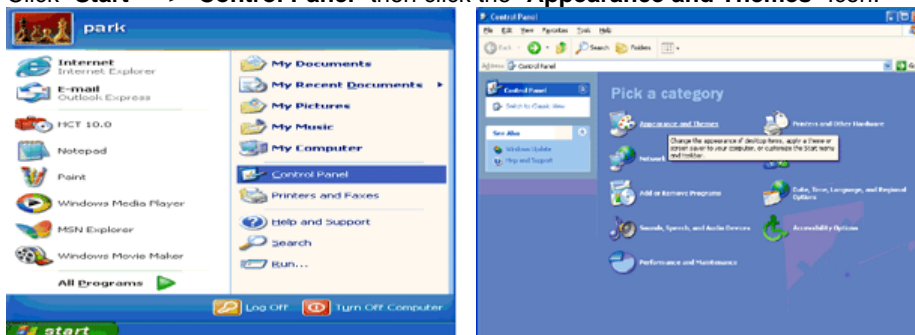 Click "Start" --> "Control Panel" then click the "Appearance and Themes" icon.
park
Internet
Internet Explorer
E-mail
Outlook Express
HCT 10.0
Notepad
Paint
Windows Media Player
MSN Explorer
Windows Movie Maker
All Programs
My Documents
My Recent Documents
My Pictures
My Music
My Computer
Control Panel
Printers and Faxes
Help and Support
Search
Run...
Log Off
Turn Off Computer
start
Control Panel
File Edit View Favorites Tools Help
Back Search Folders
Address Control Panel Go
Control Panel
Switch to Classic View
See Also
Windows Update
Help and Support
Pick a category
Appearance and Themes
Printers and Other Hardware
Change the appearance of desktop items, apply a theme or
screen saver to your computer, or customize the Start menu
and taskbar.
Network
Add or Remove Programs
Date, Time, Language, and Regional
Options
Sounds, Speech, and Audio Devices
Accessibility Options
Performance and Maintenance